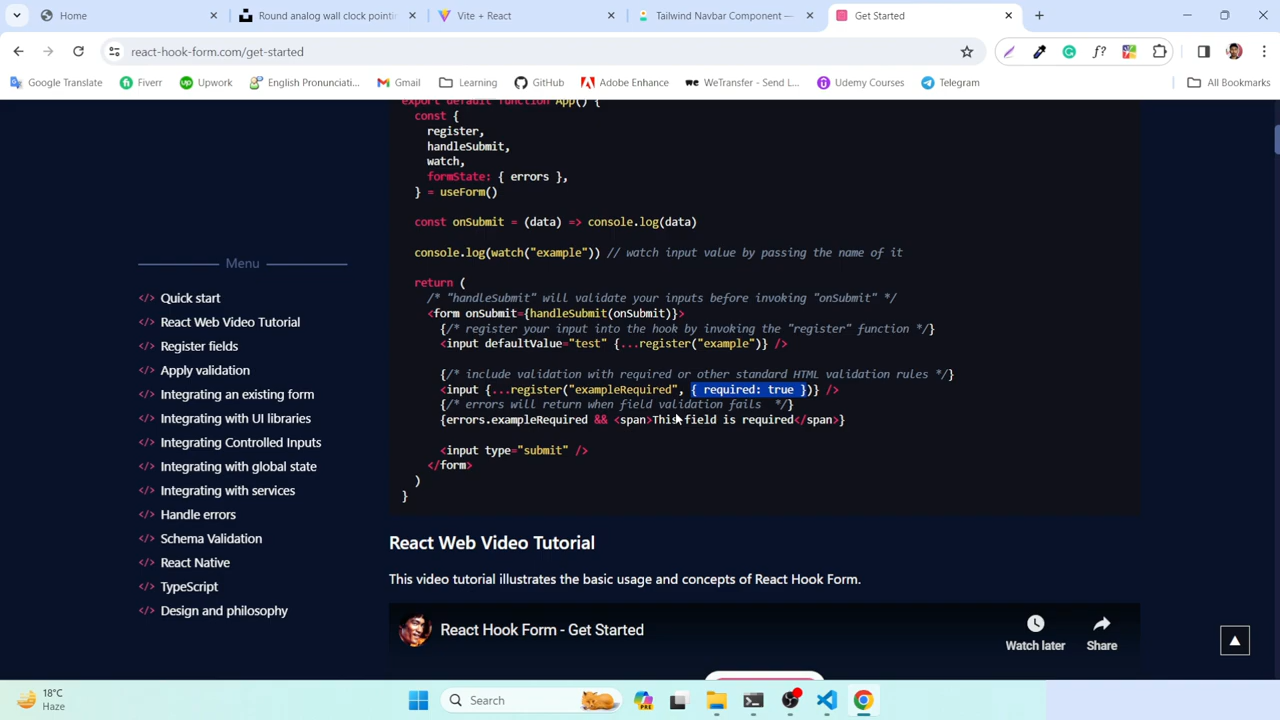 Home
Round analog wall clock pointi
Vite + React
Tailwind Navbar Component —
Get Started
react-hook-form.com/get-started
f?
Google Translate
Fiverr
Upwork
English Pronunciati...
Gmail
Learning
GitHub
Adobe Enhance
WeTransfer - Send L...
Udemy Courses
Telegram
All Bookmarks
export default function App() {
const {
register,
handleSubmit,
watch,
formState: { errors },
} = useForm()
const onSubmit = (data) => console.log(data)
console.log(watch("example")) // watch input value by passing the name of it
return (
/* "handleSubmit" will validate your inputs before invoking "onSubmit" */
<form onSubmit={handleSubmit(onSubmit)}>
{/* register your input into the hook by invoking the "register" function */}
<input defaultValue="test" {...register("example")} />
{/* include validation with required or other standard HTML validation rules */}
<input {...register("exampleRequired", { required: true })} />
{/* errors will return when field validation fails  */}
{errors.exampleRequired && <span>This field is required</span>}
<input type="submit" />
</form>
)
}
Menu
</> Quick start
</> React Web Video Tutorial
</> Register fields
</> Apply validation
</> Integrating an existing form
</> Integrating with UI libraries
</> Integrating Controlled Inputs
</> Integrating with global state
</> Integrating with services
</> Handle errors
</> Schema Validation
</> React Native
</> TypeScript
</> Design and philosophy
React Web Video Tutorial
This video tutorial illustrates the basic usage and concepts of React Hook Form.
React Hook Form - Get Started
Watch later
Share
18°C
Haze
Search